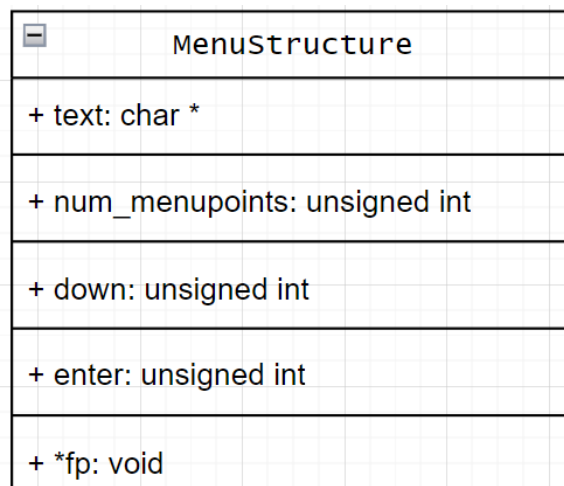 MenuStructure
+ text: char *
+ num_menupoints: unsigned int
+ down: unsigned int
+ enter: unsigned int
+ *fp: void